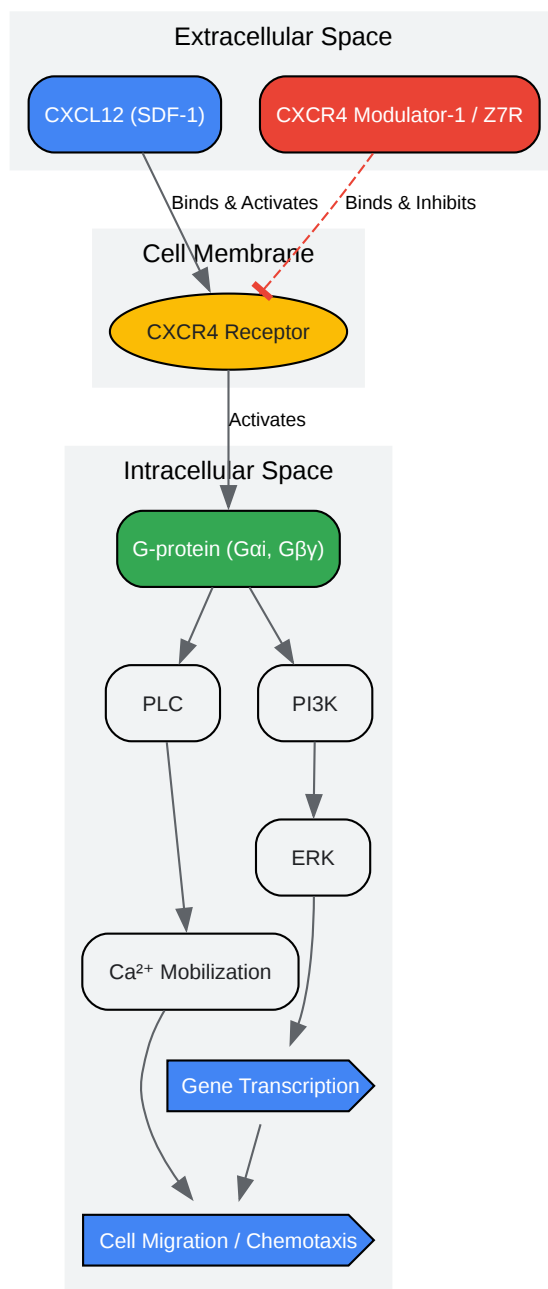 Extracellular Space
CXCL12 (SDF-1)
CXCR4 Modulator-1 / Z7R
Binds & Activates
Binds & Inhibits
Cell Membrane
CXCR4 Receptor
Activates
Intracellular Space
G-protein (Gαi, Gβγ)
PLC
PI3K
ERK
Ca²⁺ Mobilization
Gene Transcription
Cell Migration / Chemotaxis